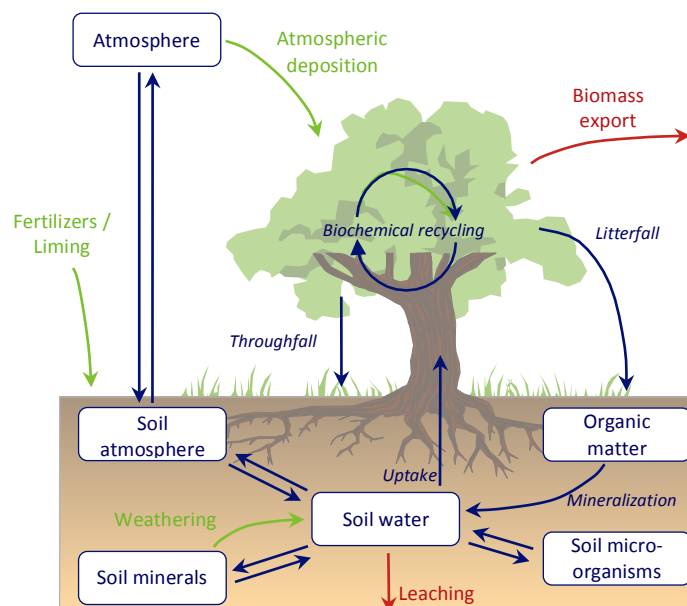 Atmosphere
Atmospheric
deposition
Biomass
export
Fertilizers /
Liming
Biochemical recycling
Litterfall
Throughfall
Soil
atmosphere
Organic
matter
Uptake
Mineralization
Weathering
Soil water
Soil minerals
Soil micro-
organisms
Leaching